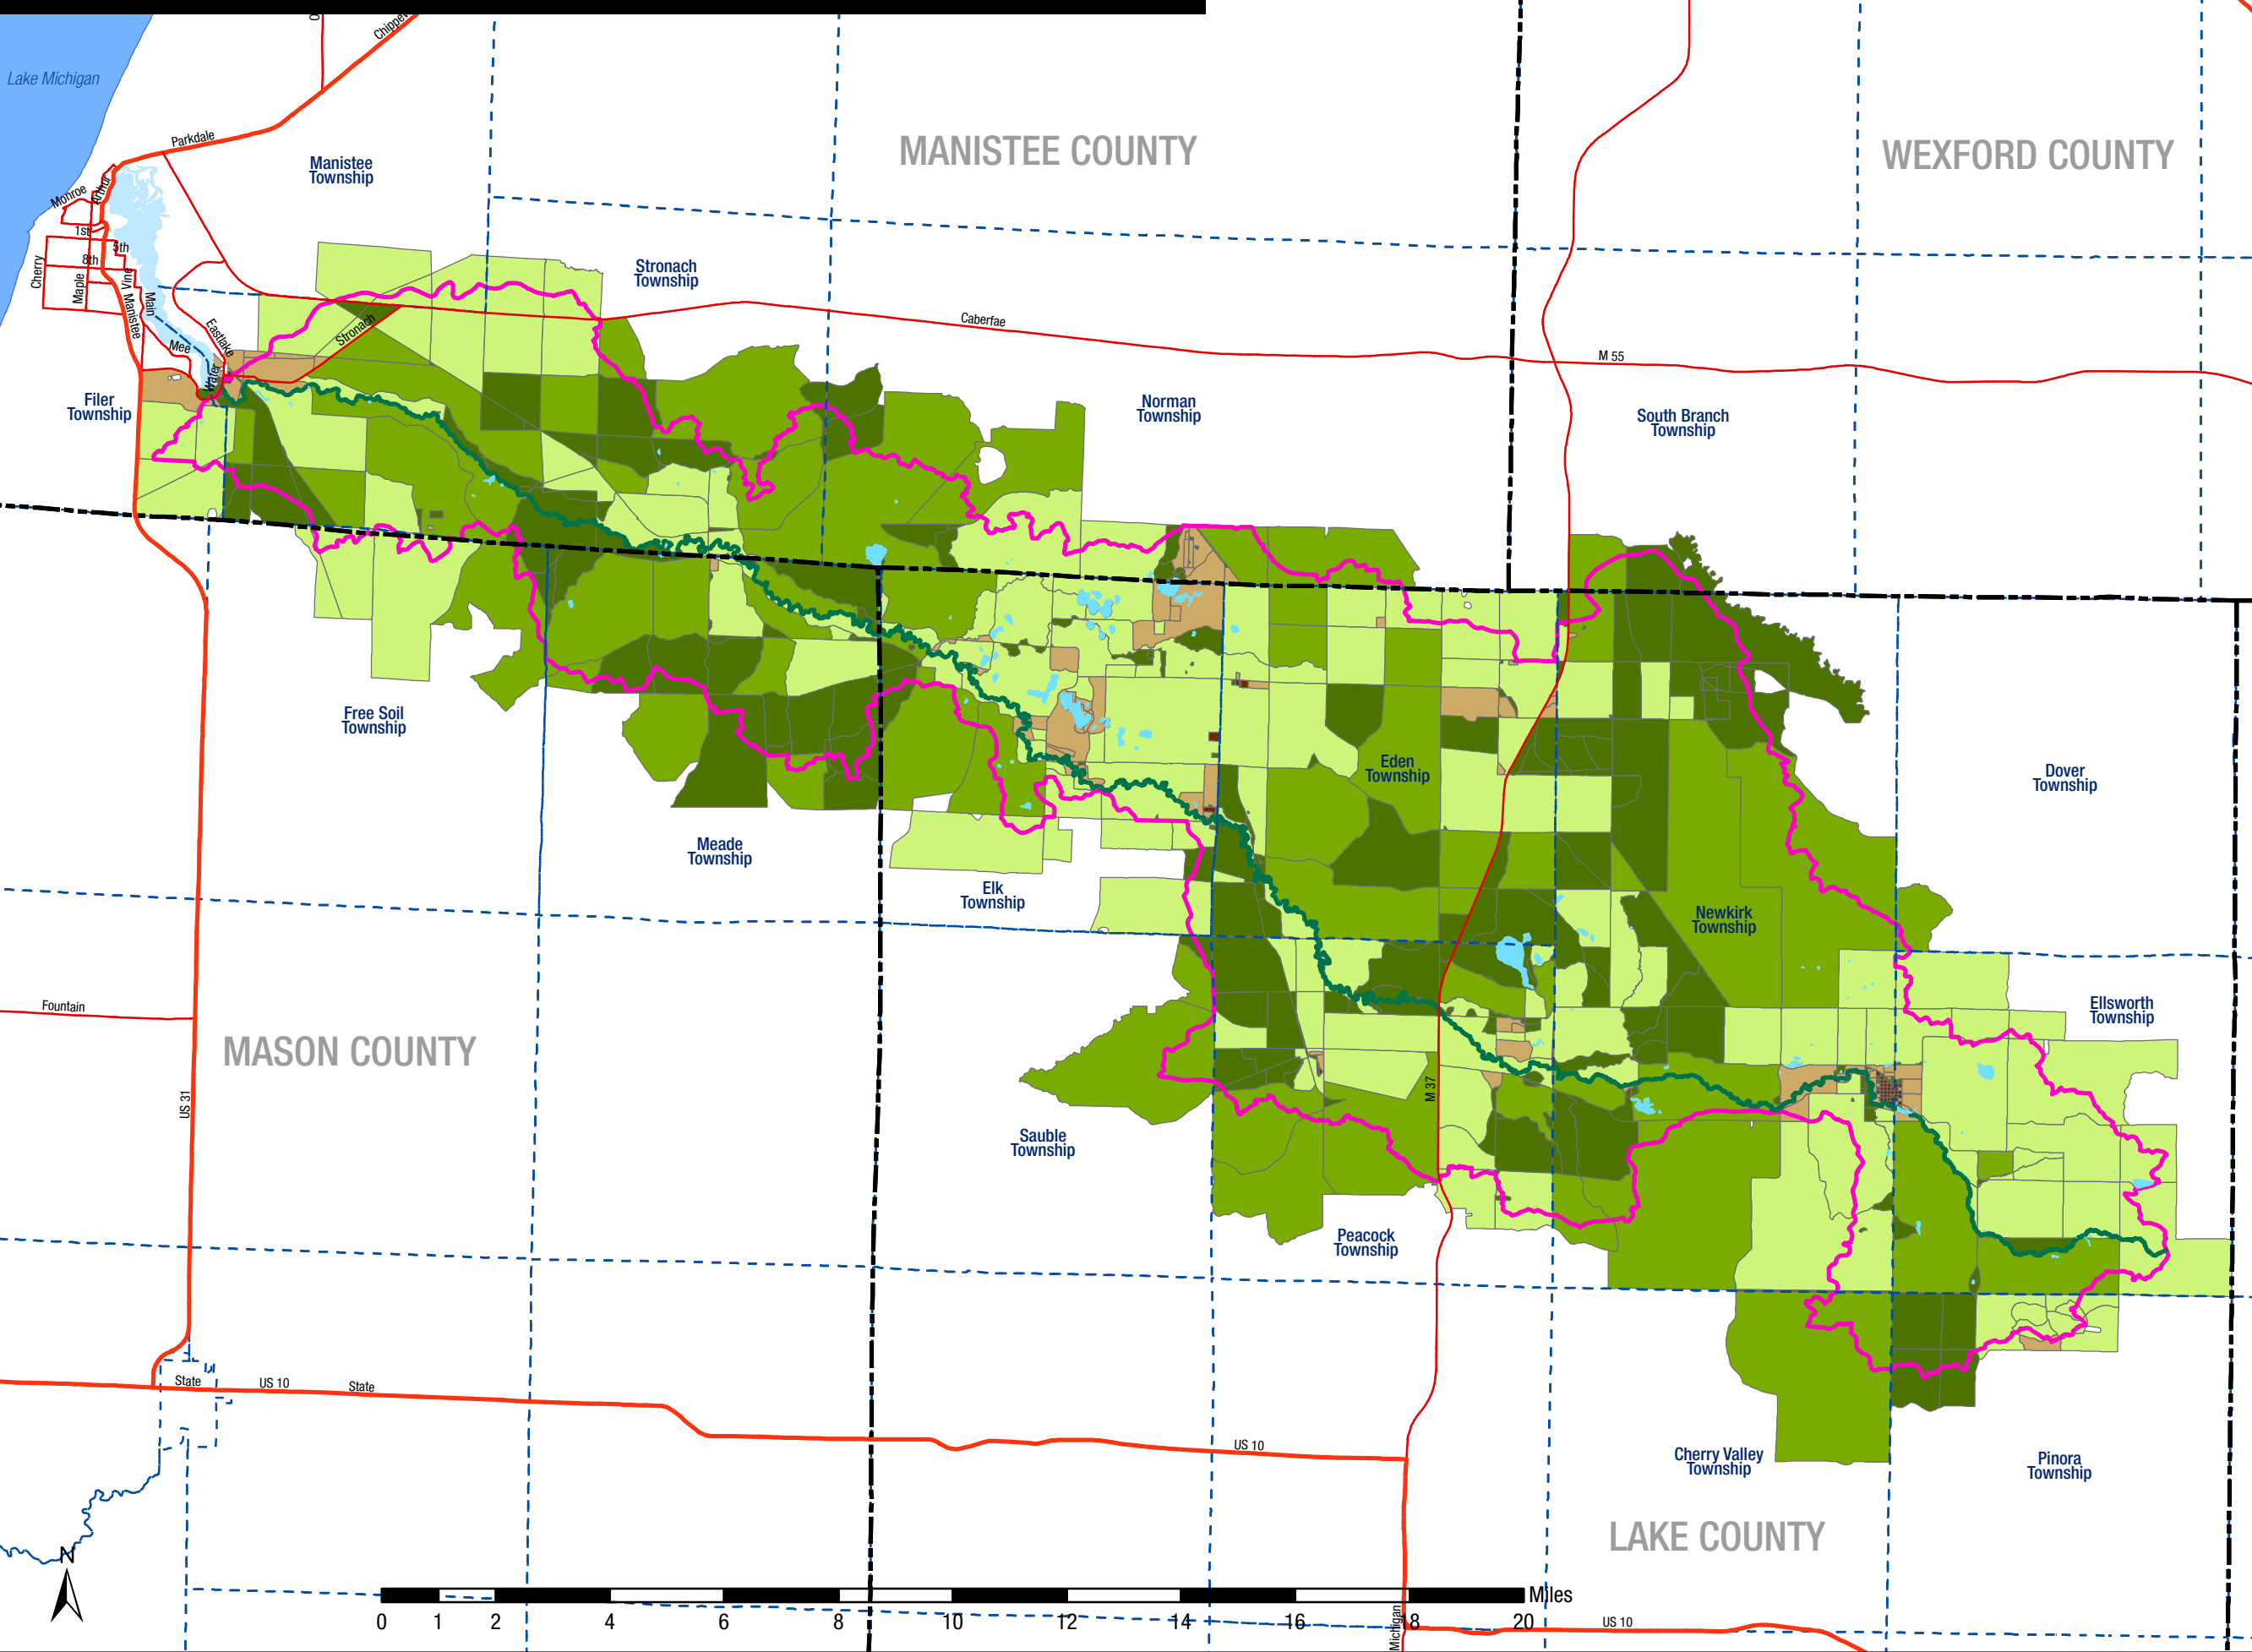 Chippew
Lake Michigan
Parkdale
MANISTEE COUNTY
WEXFORD COUNTY
Manistee
Township
Monroe
Arthur
1st
5th
8th
Cherry
Maple
Vine
Manistee
Main
Eastlake
Mee
Water
Stronach
Stronach
Township
Caberfae
M 55
Filer
Township
Norman
Township
South Branch
Township
Free Soil
Township
Eden
Township
Dover
Township
Meade
Township
Elk
Township
Newkirk
Township
Fountain
Ellsworth
Township
MASON COUNTY
US 31
M 37
Sauble
Township
Peacock
Township
State
US 10
State
US 10
Cherry Valley
Township
Pinora
Township
LAKE COUNTY
N
Miles
0 1 2 4 6 8 10 12 14 16 18 20
Michigan
US 10